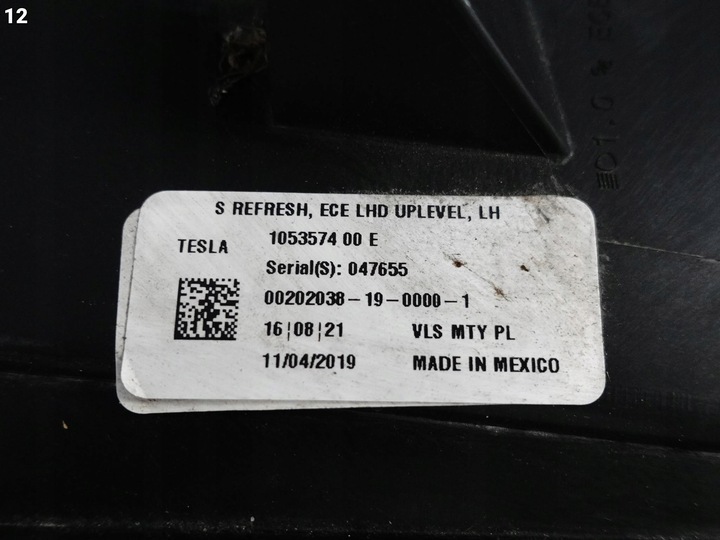 12
S REFRESH, ECE LHD UPLEVEL, LH
TESLA
1053574 00 E
Serial(S): 047655
00202038-19-0000-1
16¦08¦21 VLS MTY PL
11/04/2019 MADE IN MEXICO